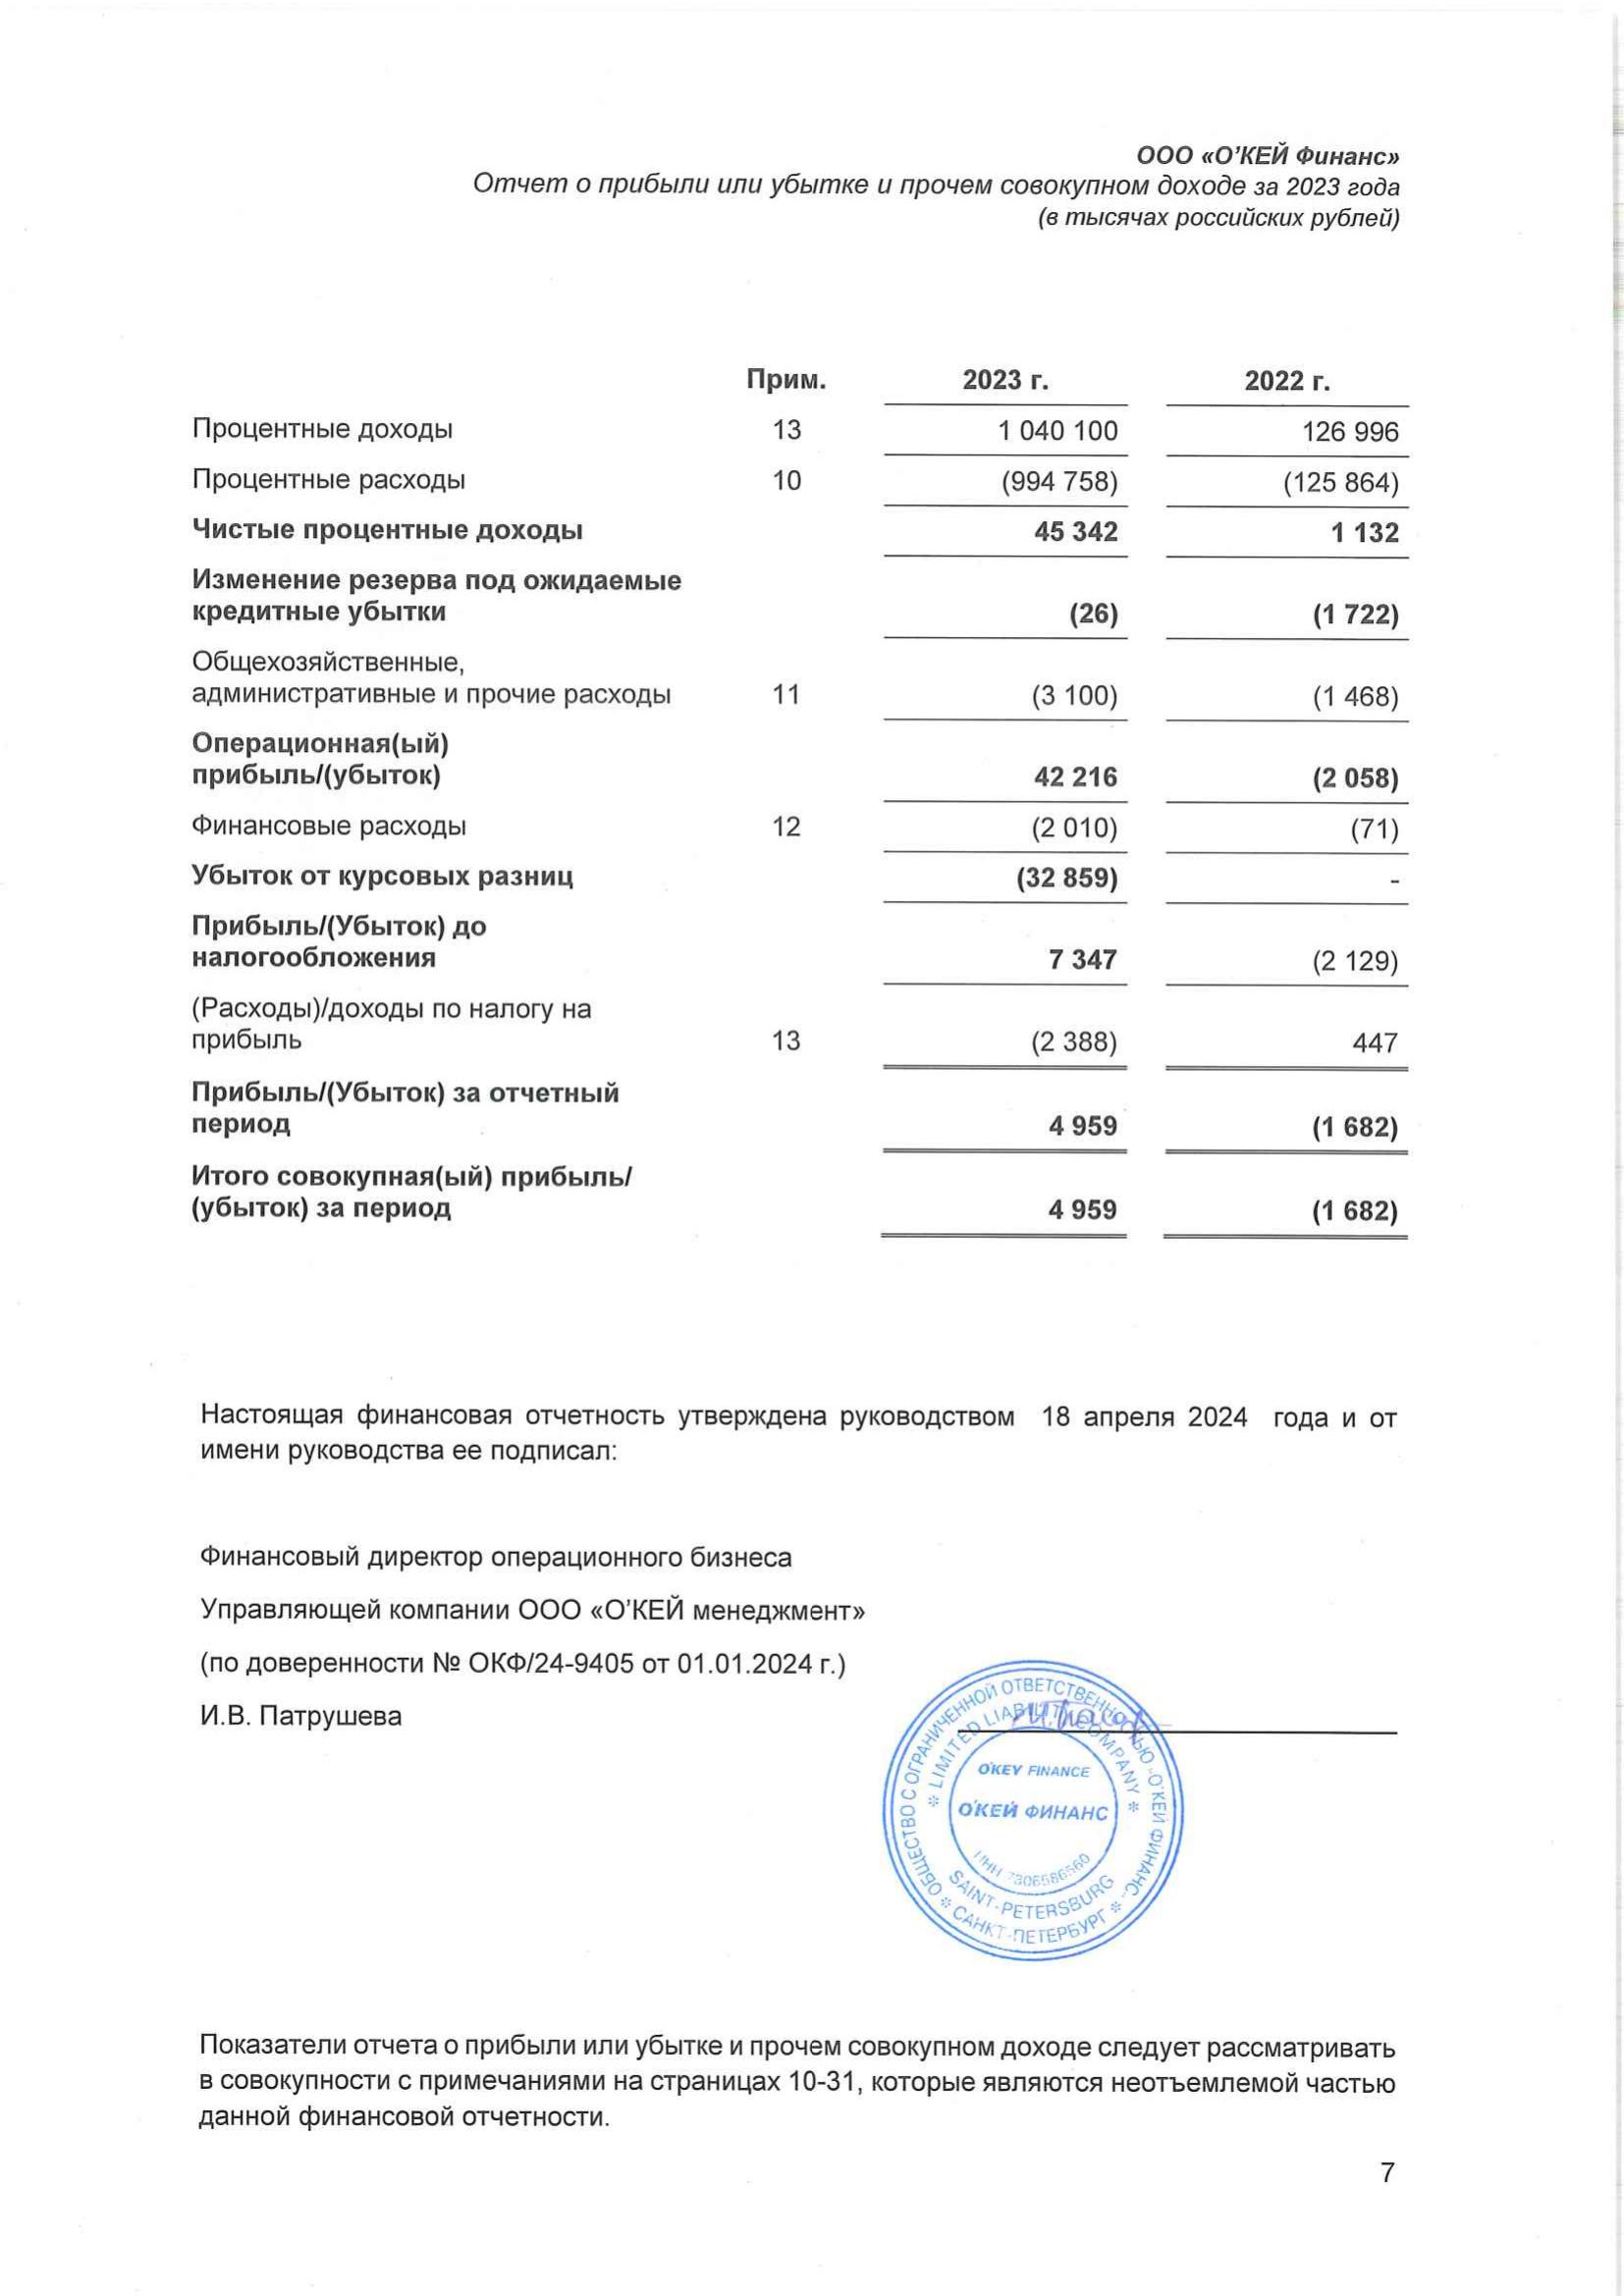 ООО «О’КЕЙ Финанс»
Отчет о прибыли или убытке и прочем совокупном доходе за 2023 года
(в тысячах российских рублей)
Прим. 2023 г. 2022 г.
Процентные доходы 13 1 040 100 126 996
Процентные расходы 10 (994 758) (125 864)
Чистые процентные доходы 45 342 1 132
Изменение резерва под ожидаемые
кредитные убытки (26) (1 722)
Общехозяйственные,
административные и прочие расходы 11 (3 100) (1 468)
Операционная(ый)
прибыль/(убыток) 42 216 (2 058)
Финансовые расходы 12 (2 010) (71)
Убыток от курсовых разниц (32 859) -
Прибыль/(Убыток) до
налогообложения 7 347 (2 129)
(Расходы)/доходы по налогу на
прибыль 13 (2 388) 447
Прибыль/(Убыток) за отчетный
период 4 959 (1 682)
Итого совокупная(ый) прибыль/
(убыток) за период 4 959 (1 682)
Настоящая финансовая отчетность утверждена руководством 18 апреля 2024 года и от
имени руководства ее подписал:
Финансовый директор операционного бизнеса
Управляющей компании ООО «О’КЕЙ менеджмент»
(по доверенности № ОКФ/24-9405 от 01.01.2024 г.)
И.В. Патрушева
ОБЩЕСТВО С ОГРАНИЧЕННОЙ ОТВЕТСТВЕННОСТЬЮ "О'КЕЙ ФИНАНС"
* LIMITED LIABILITY COMPANY *
O'KEY FINANCE
О'КЕЙ ФИНАНС
ИНН
SAINT-PETERSBURG
* САНКТ-ПЕТЕРБУРГ *
Показатели отчета о прибыли или убытке и прочем совокупном доходе следует рассматривать
в совокупности с примечаниями на страницах 10-31, которые являются неотъемлемой частью
данной финансовой отчетности.
7